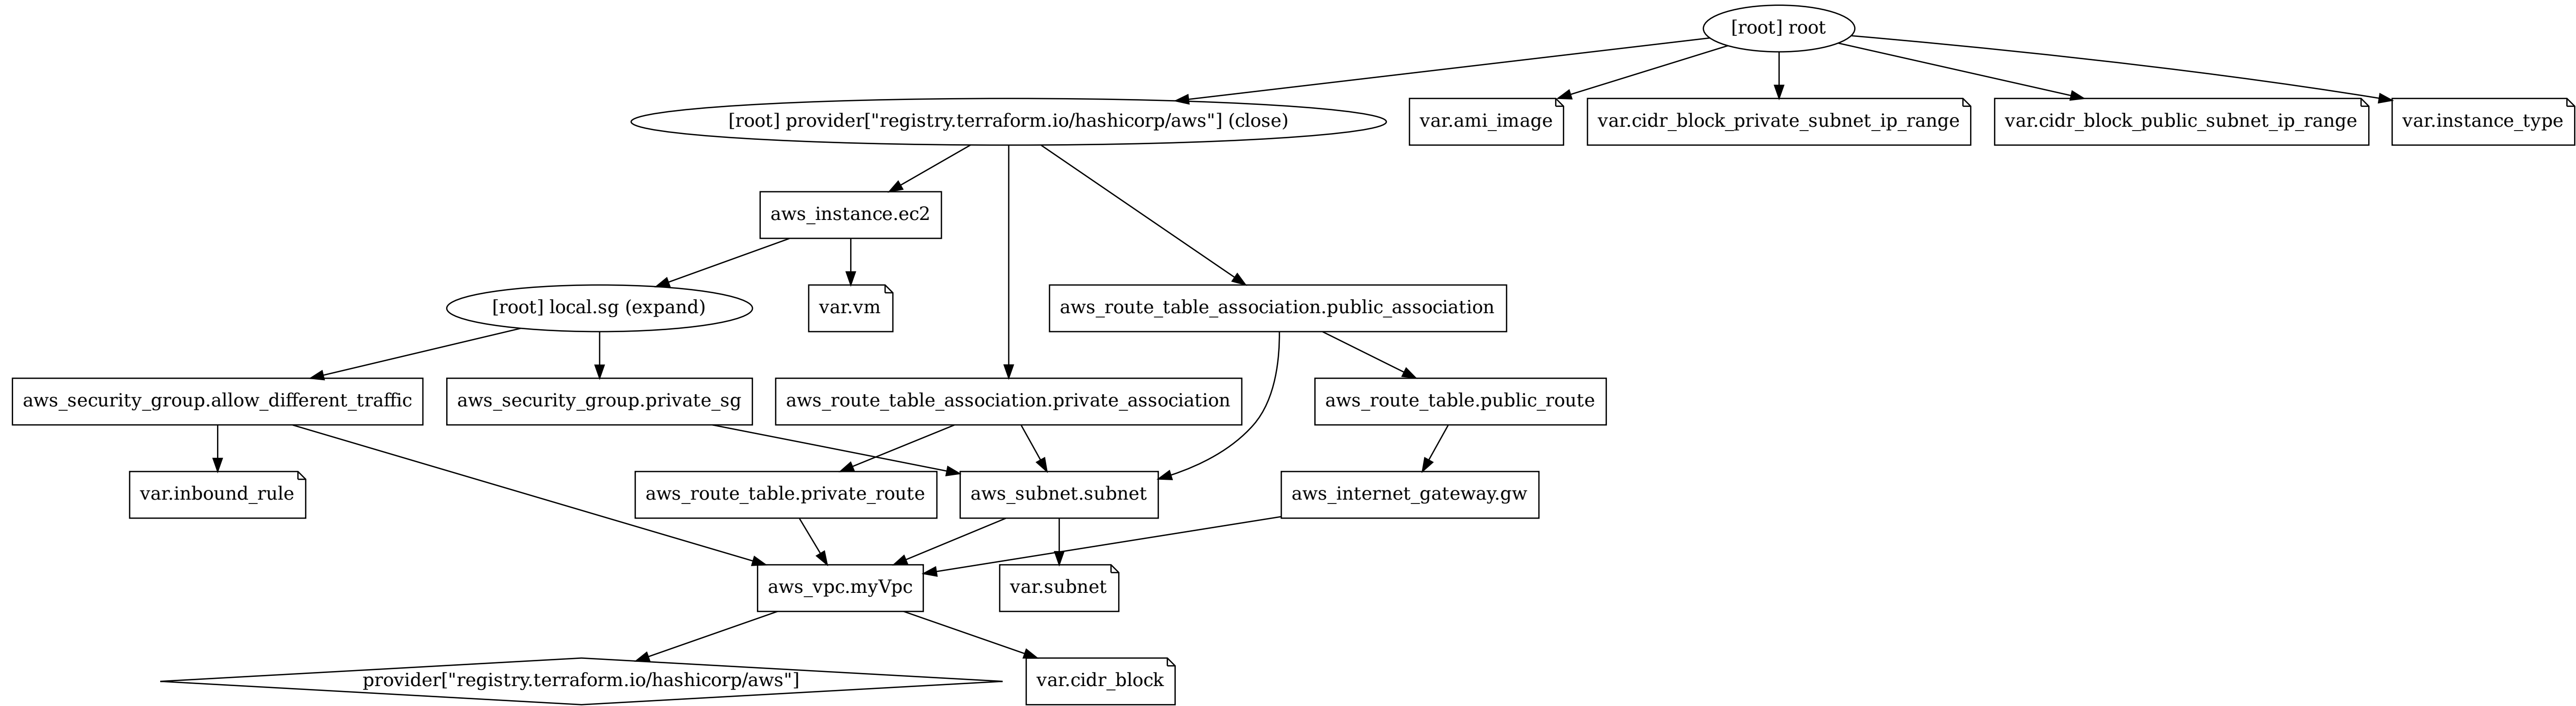 [root] root
[root] provider["registry.terraform.io/hashicorp/aws"] (close)
var.ami_image
var.cidr_block_private_subnet_ip_range
var.cidr_block_public_subnet_ip_range
var.instance_type
aws_instance.ec2
[root] local.sg (expand)
var.vm
aws_route_table_association.public_association
aws_security_group.allow_different_traffic
aws_security_group.private_sg
aws_route_table_association.private_association
aws_route_table.public_route
var.inbound_rule
aws_route_table.private_route
aws_subnet.subnet
aws_internet_gateway.gw
aws_vpc.myVpc
var.subnet
provider["registry.terraform.io/hashicorp/aws"]
var.cidr_block